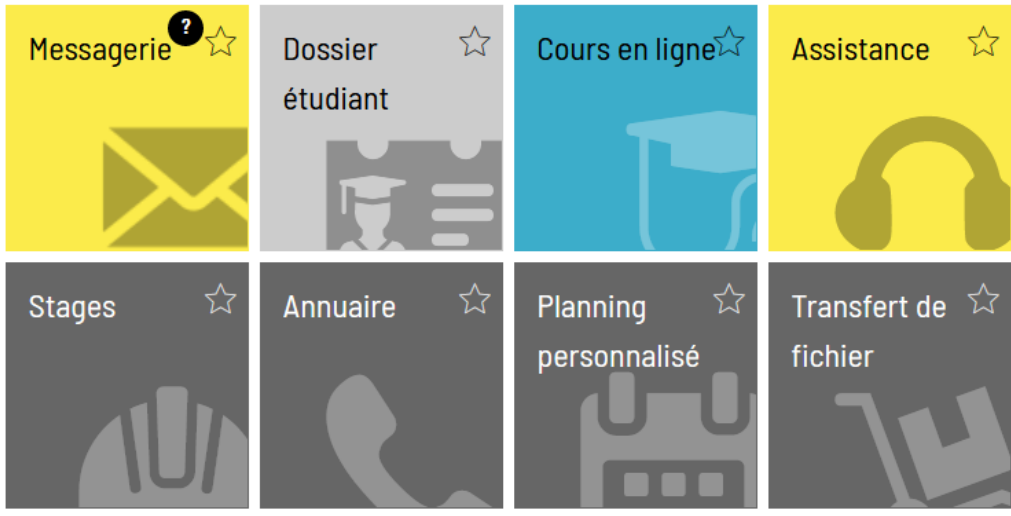 Messagerie ?
Dossier
étudiant
Cours en ligne
Assistance
Stages
Annuaire
Planning
personnalisé
Transfert de
fichier